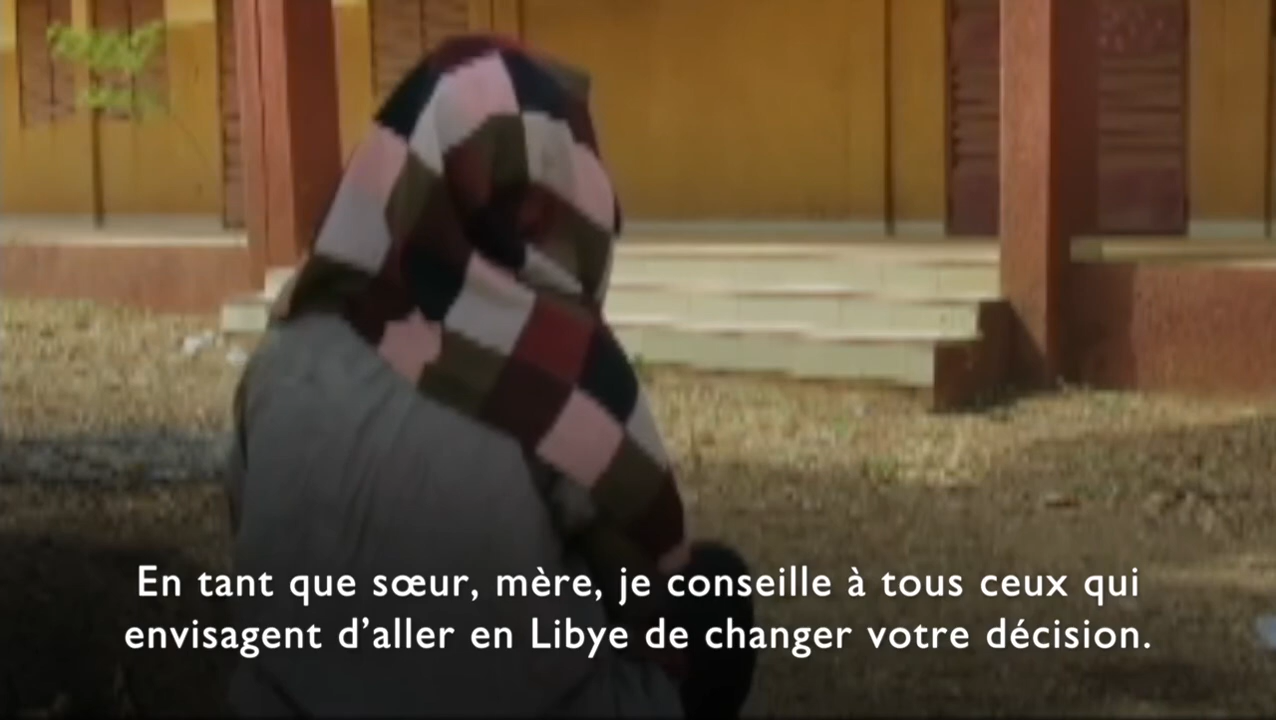 En tant que sœur, mère, je conseille à tous ceux qui
envisagent d’aller en Libye de changer votre décision.